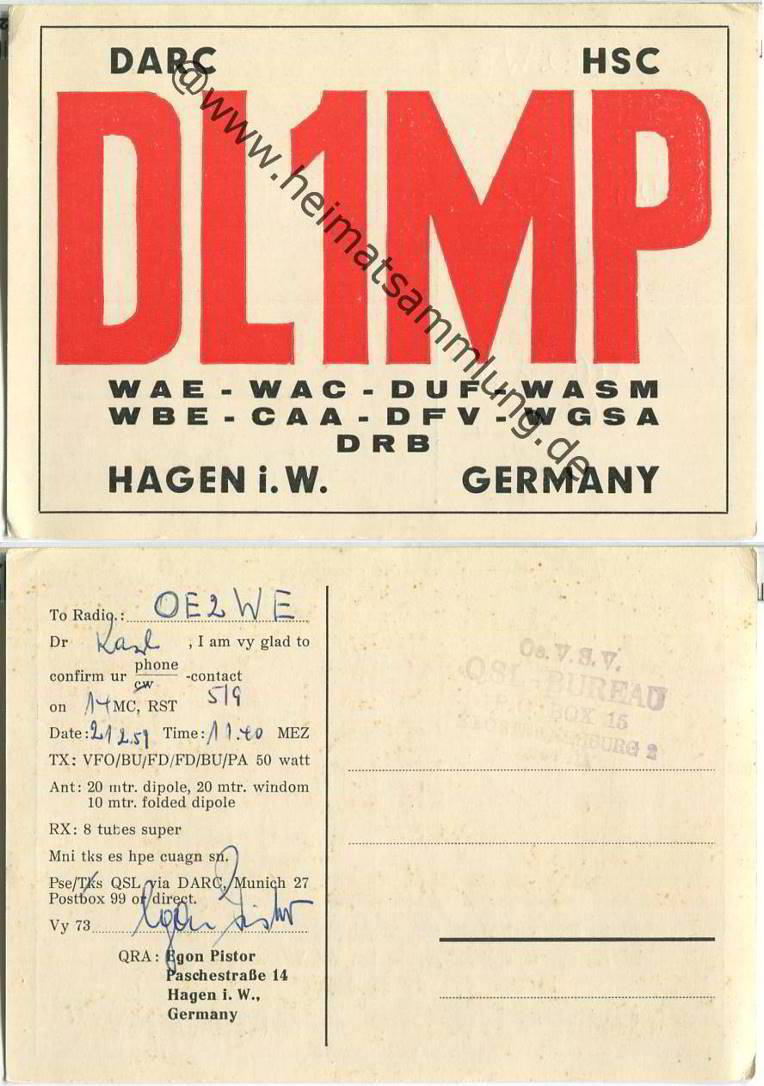 DARC HSC
DL1MP
@www.heimatsammlung.de
WAE - WAC - DUF - WASM
WBE - CAA - DFV - WGSA
DRB
HAGEN i. W. GERMANY
To Radio.: OE2WE
Dr Karl , I am vy glad to
confirm ur phone
cw -contact
on 14 MC, RST 519
Date: 21.2.59 Time: 11.40 MEZ
TX: VFO/BU/FD/FD/BU/PA 50 watt
Ant: 20 mtr. dipole, 20 mtr. windom
10 mtr. folded dipole
RX: 8 tubes super
Mni tks es hpe cuagn sn.
Pse/Tks QSL via DARC, Munich 27
Postbox 99 or direct.
Vy 73 Egon Pistor
QRA: Egon Pistor
Paschestraße 14
Hagen i. W.,
Germany
Oe. V. S. V.
QSL-BUREAU
P.O. BOX 15